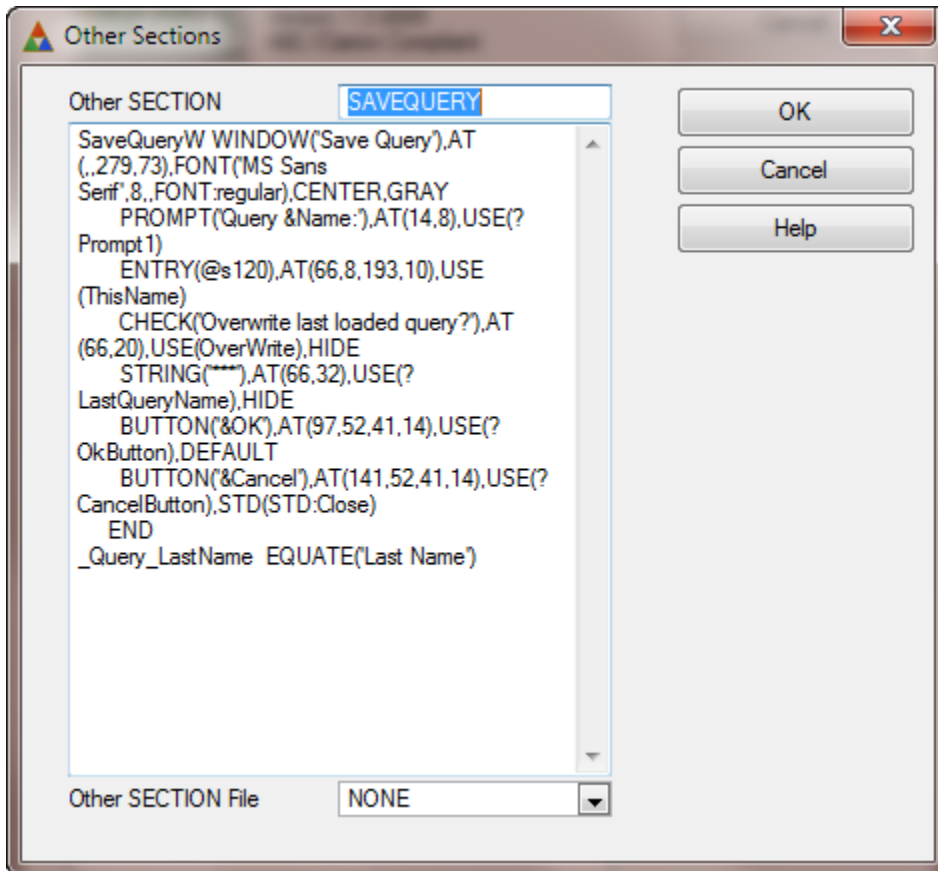 Other Sections
Other SECTION
SAVEQUERY
SaveQueryW WINDOW('Save Query'),AT
(,,279,73),FONT('MS Sans
Serif',8,,FONT:regular),CENTER,GRAY
PROMPT('Query &Name:'),AT(14,8),USE(?
Prompt1)
ENTRY(@s120),AT(66,8,193,10),USE
(ThisName)
CHECK('Overwrite last loaded query?'),AT
(66,20),USE(OverWrite),HIDE
STRING('***'),AT(66,32),USE(?
LastQueryName),HIDE
BUTTON('&OK'),AT(97,52,41,14),USE(?
OkButton),DEFAULT
BUTTON('&Cancel'),AT(141,52,41,14),USE(?
CancelButton),STD(STD:Close)
END
_Query_LastName EQUATE('Last Name')
Other SECTION File
NONE
OK
Cancel
Help